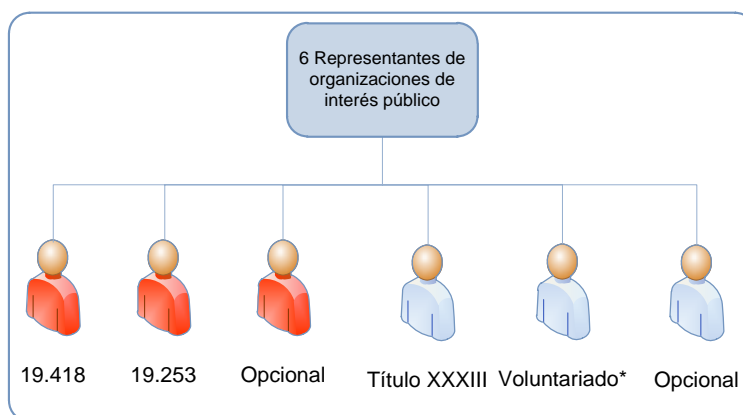 6 Representantes de
organizaciones de
interés público
19.418 19.253 Opcional Título XXXIII Voluntariado* Opcional